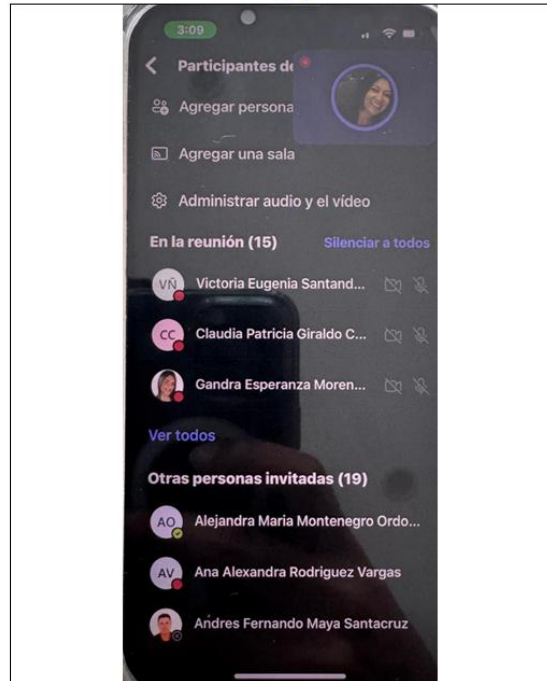 3:09
Participantes de
Agregar persona
Agregar una sala
Administrar audio y el vídeo
En la reunión (15) Silenciar a todos
VÑ Victoria Eugenia Santand...
CC Claudia Patricia Giraldo C...
Gandra Esperanza Moren...
Ver todos
Otras personas invitadas (19)
AO Alejandra Maria Montenegro Ordo...
AV Ana Alexandra Rodriguez Vargas
Andres Fernando Maya Santacruz